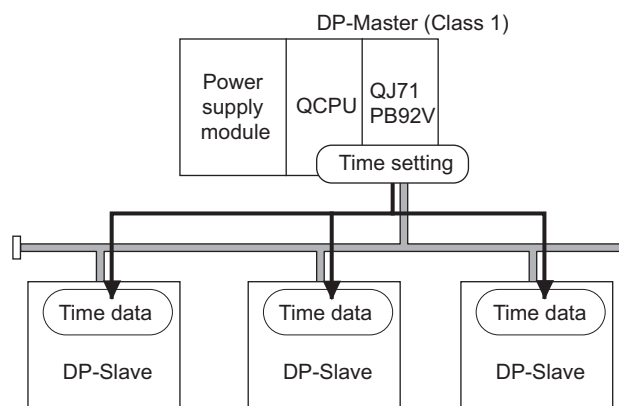 DP-Master (Class 1)
Power
supply
module
QCPU
QJ71
PB92V
Time setting
Time data
Time data
Time data
DP-Slave
DP-Slave
DP-Slave